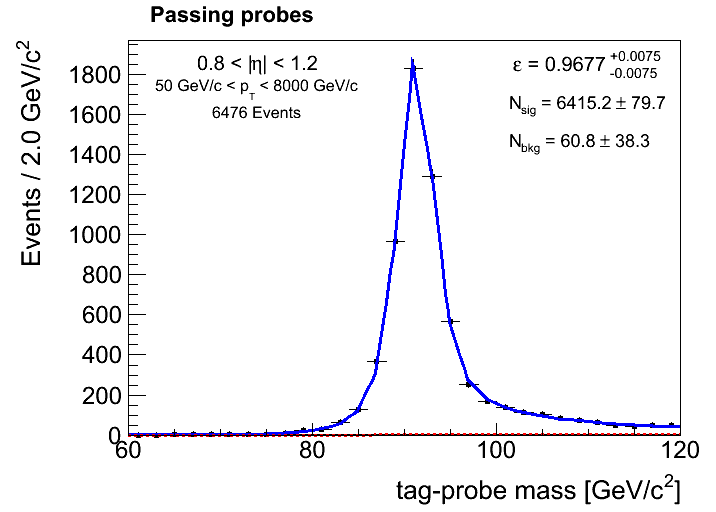 Passing probes
0.8 < |η| < 1.2
50 GeV/c < p_T < 8000 GeV/c
6476 Events
ε = 0.9677 +0.0075 -0.0075
N_sig = 6415.2 ± 79.7
N_bkg = 60.8 ± 38.3
Events / 2.0 GeV/c²
1800
1600
1400
1200
1000
800
600
400
200
0
60 80 100 120
tag-probe mass [GeV/c²]